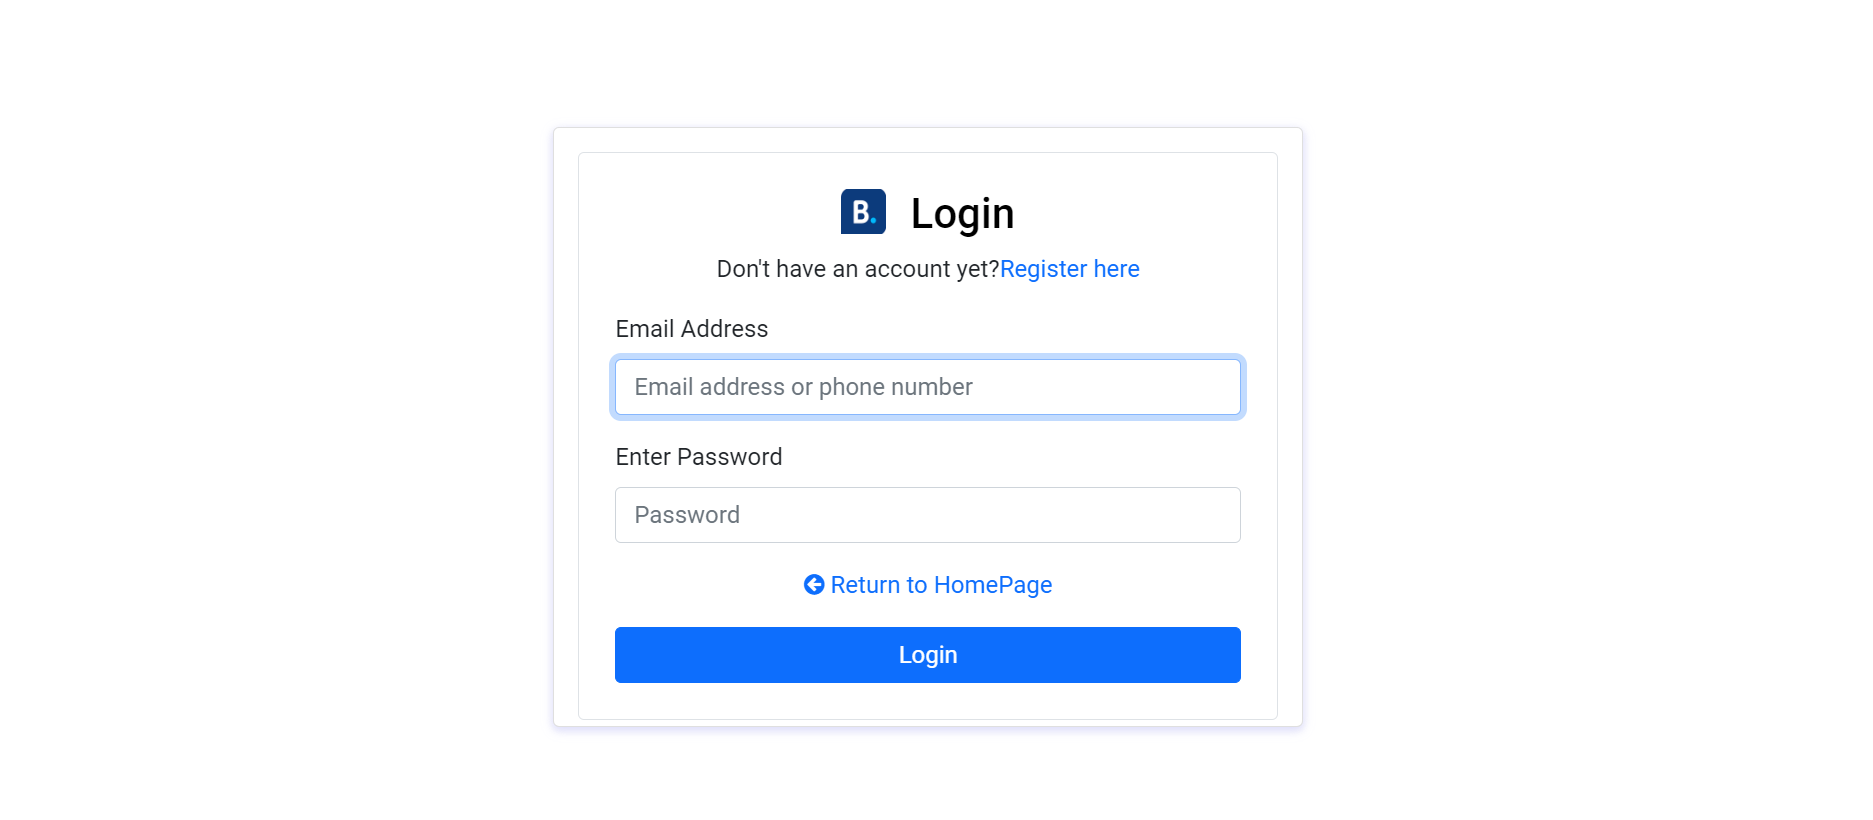 B. Login
Don't have an account yet?Register here
Email Address
Email address or phone number
Enter Password
Password
Return to HomePage
Login